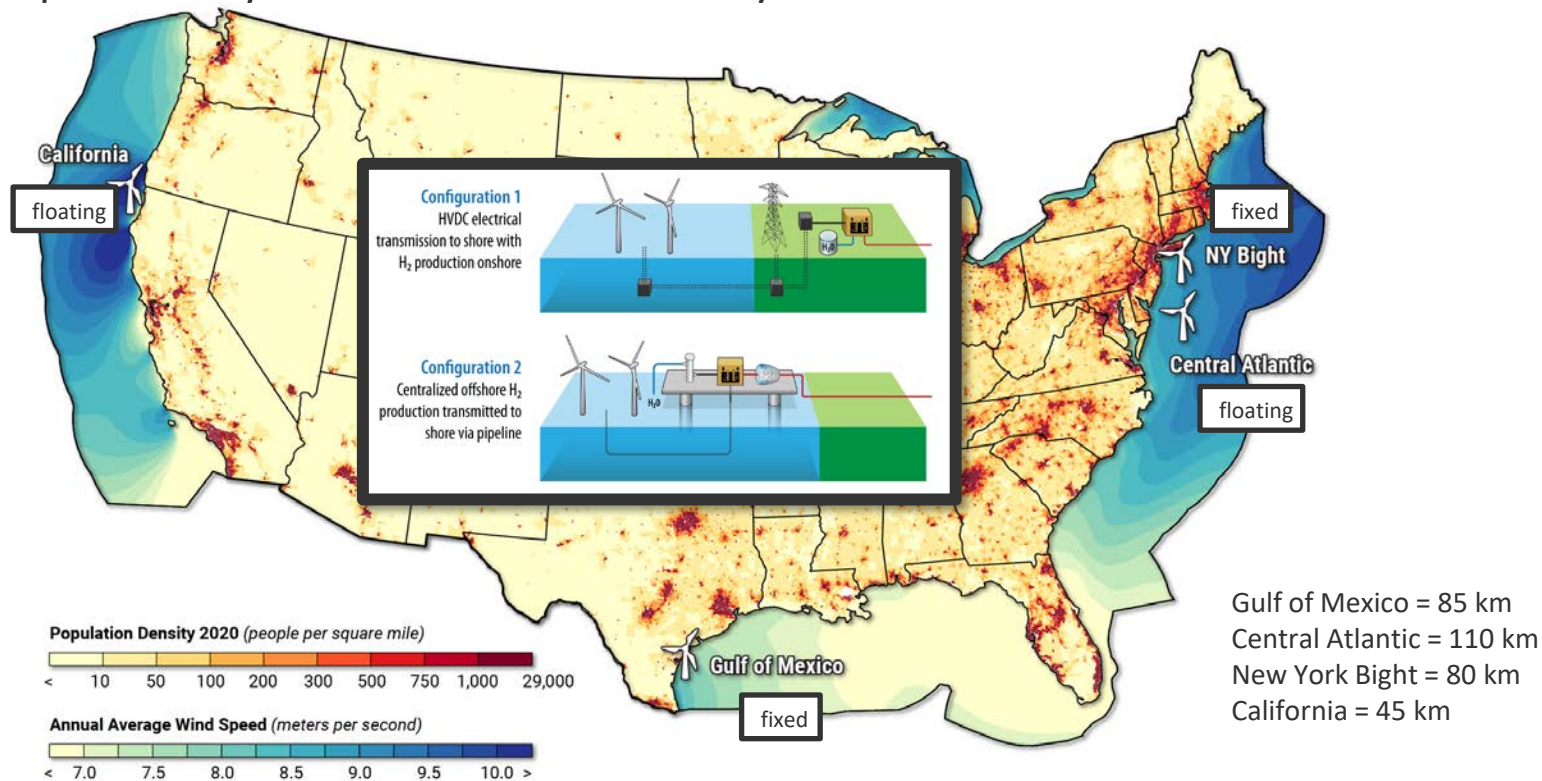 California
floating
Configuration 1
HVDC electrical
transmission to shore with
H₂ production onshore
H₂O
Configuration 2
Centralized offshore H₂
production transmitted to
shore via pipeline
H₂O
fixed
NY Bight
Central Atlantic
floating
Gulf of Mexico
fixed
Gulf of Mexico = 85 km
Central Atlantic = 110 km
New York Bight = 80 km
California = 45 km
Population Density 2020 (people per square mile)
< 10 50 100 200 300 500 750 1,000 29,000
Annual Average Wind Speed (meters per second)
< 7.0 7.5 8.0 8.5 9.0 9.5 10.0 >